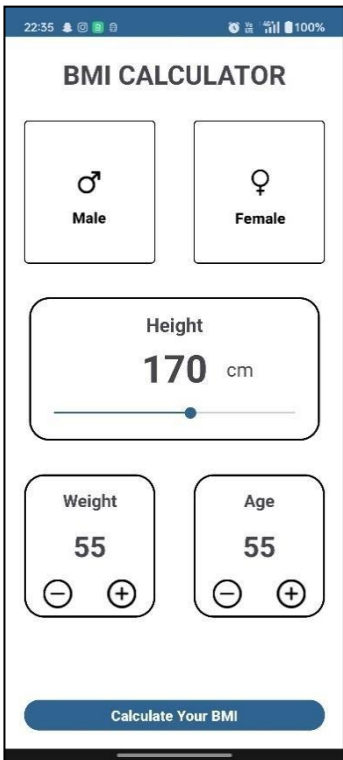 22:35 100%
BMI CALCULATOR
Male Female
Height
170 cm
Weight Age
55 55
Calculate Your BMI